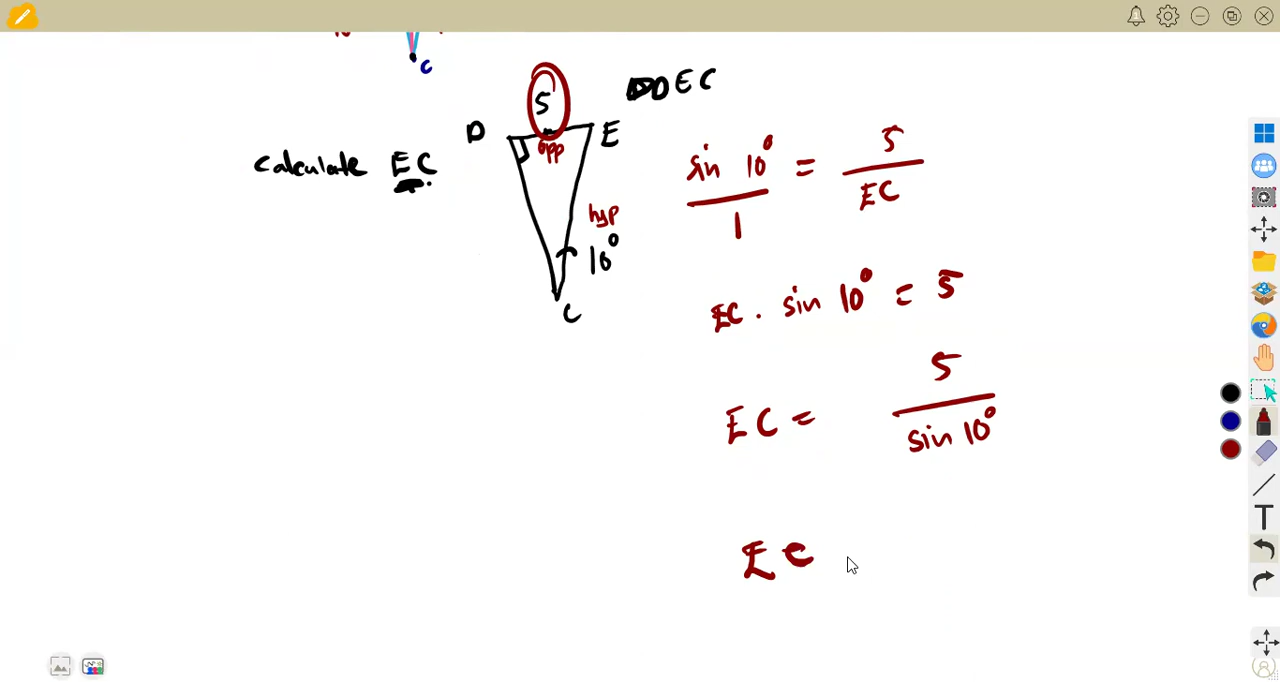 C
5
DEC
D
opp
E
calculate EC
sin 10° = 5
1 EC
hyp
10°
C
EC . sin 10° = 5
EC = 5
sin 10°
EC
T